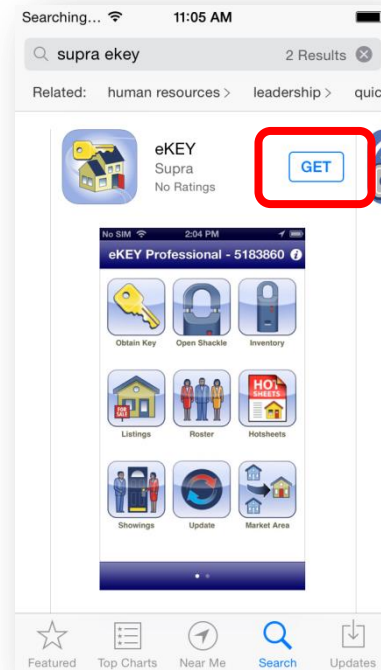 Searching... 11:05 AM
supra ekey 2 Results
Related: human resources > leadership > quic
eKEY
Supra
No Ratings
GET
No SIM 2:04 PM
eKEY Professional - 5183860 i
Obtain Key Open Shackle Inventory
FOR SALE
HOT SHEETS
Listings Roster Hotsheets
Showings Update Market Area
Featured Top Charts Near Me Search Updates